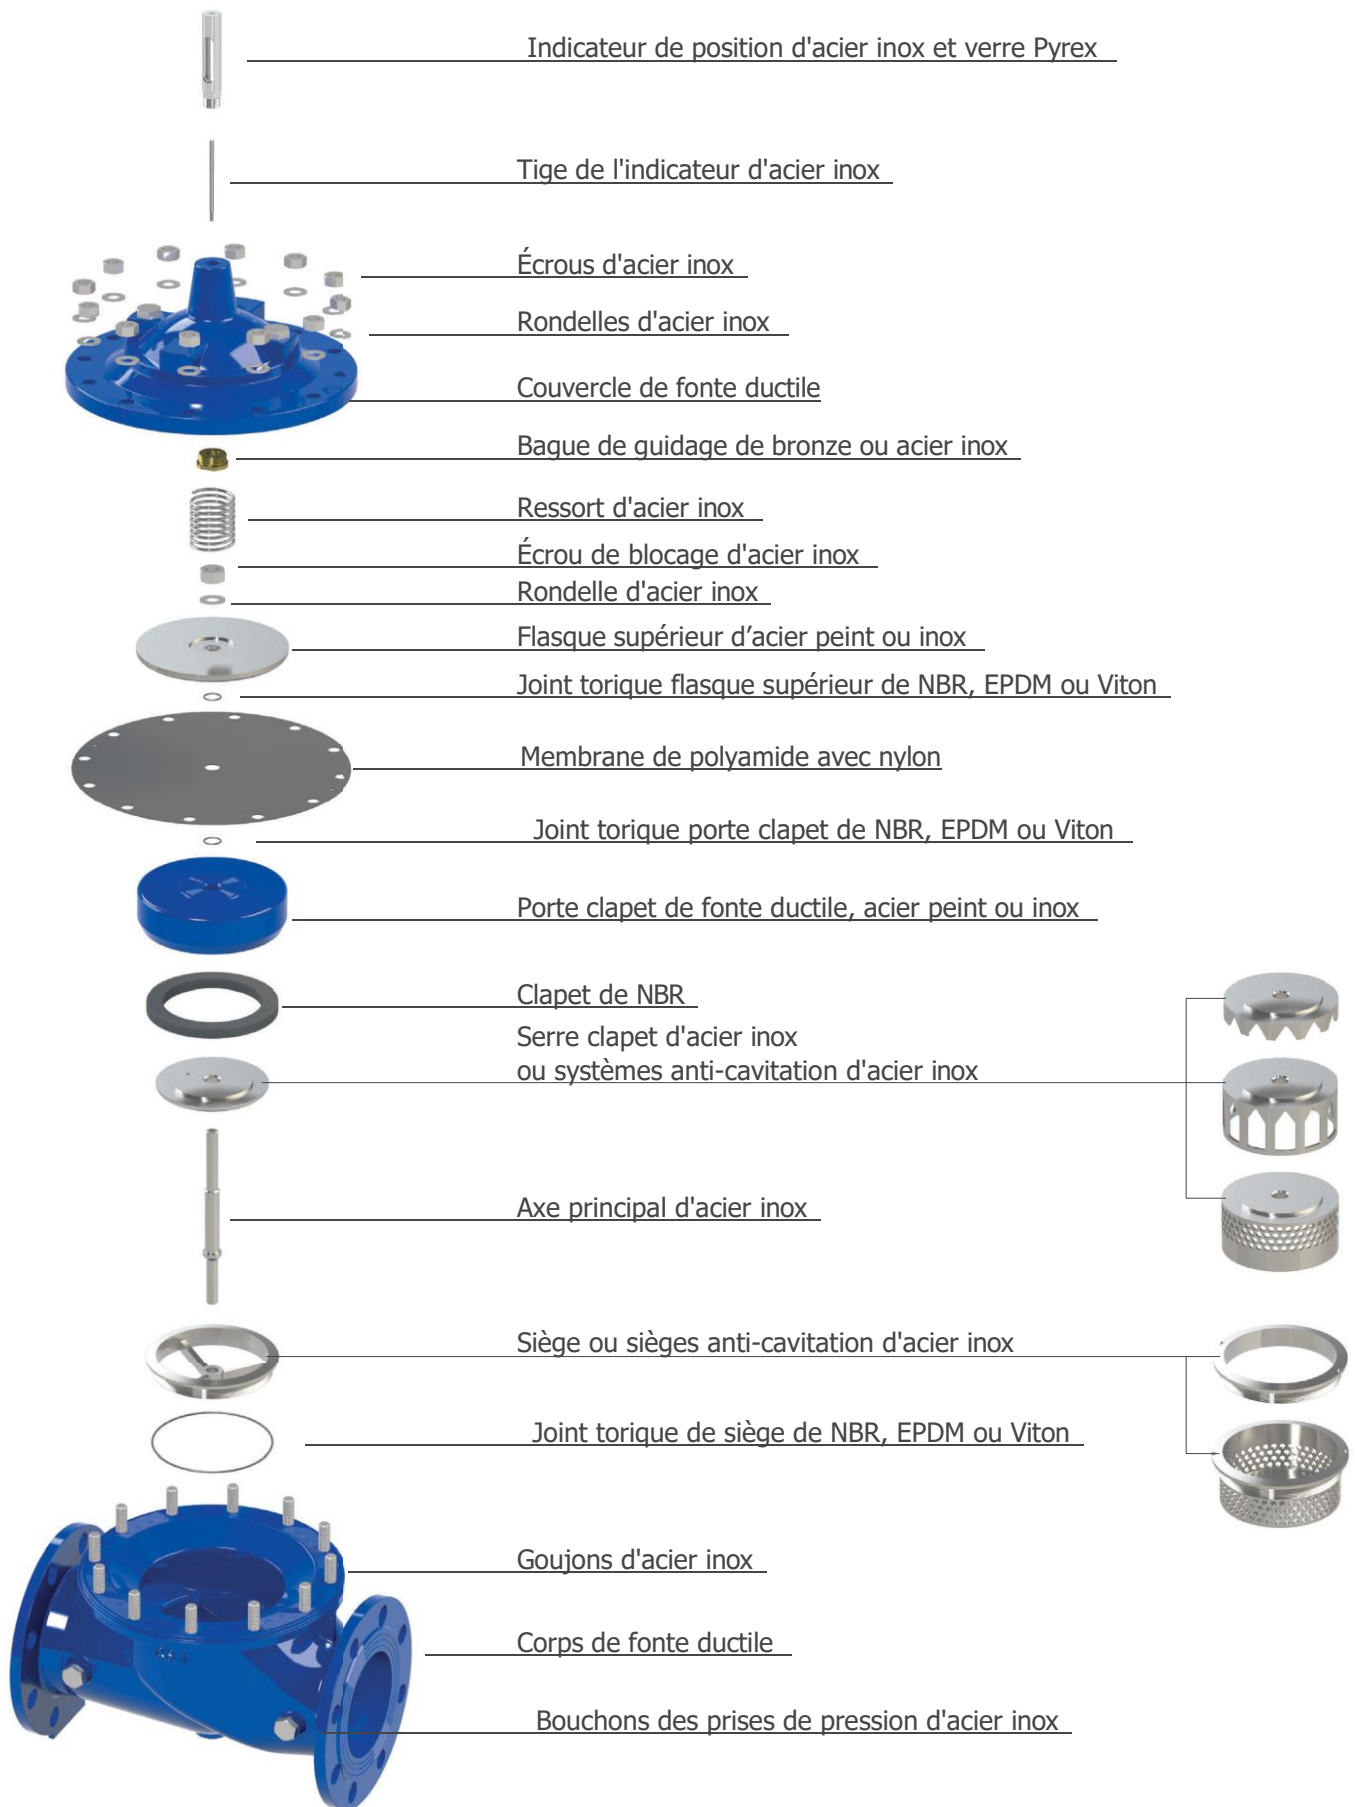 Indicateur de position d'acier inox et verre Pyrex
Tige de l'indicateur d'acier inox
Écrous d'acier inox
Rondelles d'acier inox
Couvercle de fonte ductile
Bague de guidage de bronze ou acier inox
Ressort d'acier inox
Écrou de blocage d'acier inox
Rondelle d'acier inox
Flasque supérieur d’acier peint ou inox
Joint torique flasque supérieur de NBR, EPDM ou Viton
Membrane de polyamide avec nylon
Joint torique porte clapet de NBR, EPDM ou Viton
Porte clapet de fonte ductile, acier peint ou inox
Clapet de NBR
Serre clapet d'acier inox
ou systèmes anti-cavitation d'acier inox
Axe principal d'acier inox
Siège ou sièges anti-cavitation d'acier inox
Joint torique de siège de NBR, EPDM ou Viton
Goujons d'acier inox
Corps de fonte ductile
Bouchons des prises de pression d'acier inox